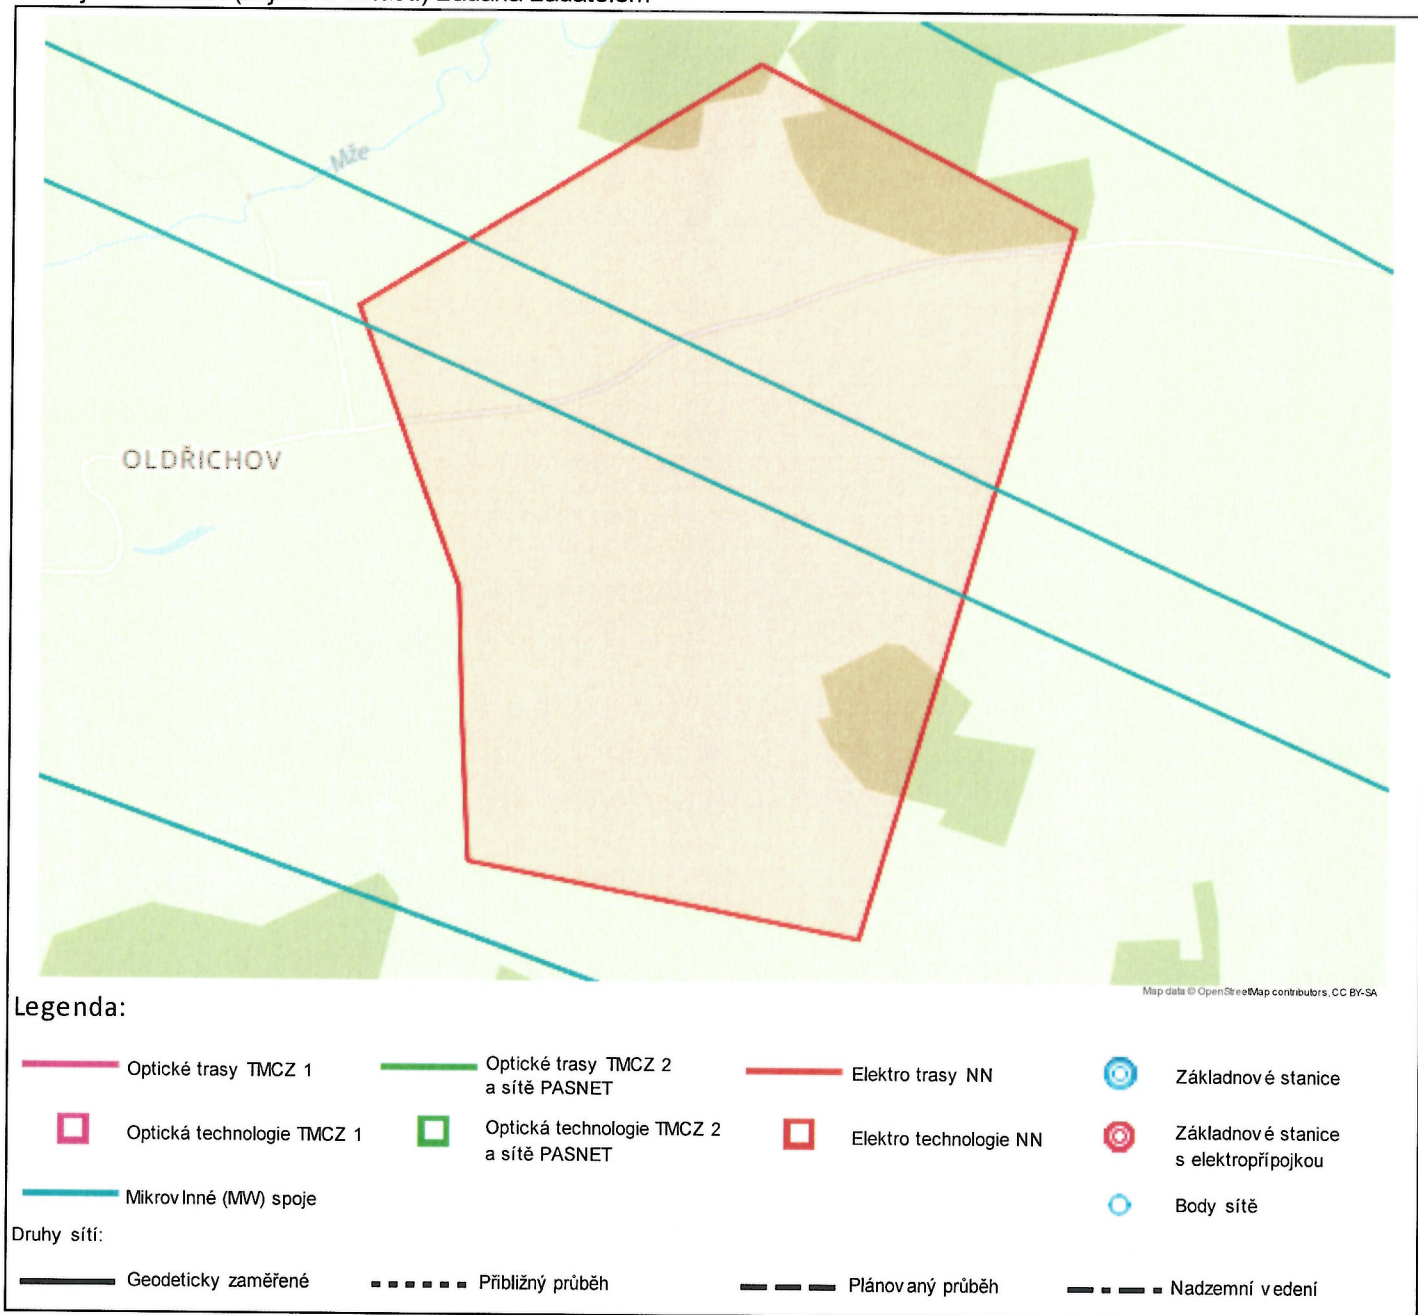 zadaná žadatelem
Mže
OLDŘICHOV
Map data © OpenStreetMap contributors, CC BY-SA
Legenda:
Optické trasy TMCZ 1
Optické trasy TMCZ 2
a sítě PASNET
Elektro trasy NN
Základnové stanice
Optická technologie TMCZ 1
Optická technologie TMCZ 2
a sítě PASNET
Elektro technologie NN
Základnové stanice
s elektropřípojkou
Mikrovlnné (MW) spoje
Body sítě
Druhy sítí:
Geodeticky zaměřené
Přibližný průběh
Plánovaný průběh
Nadzemní vedení